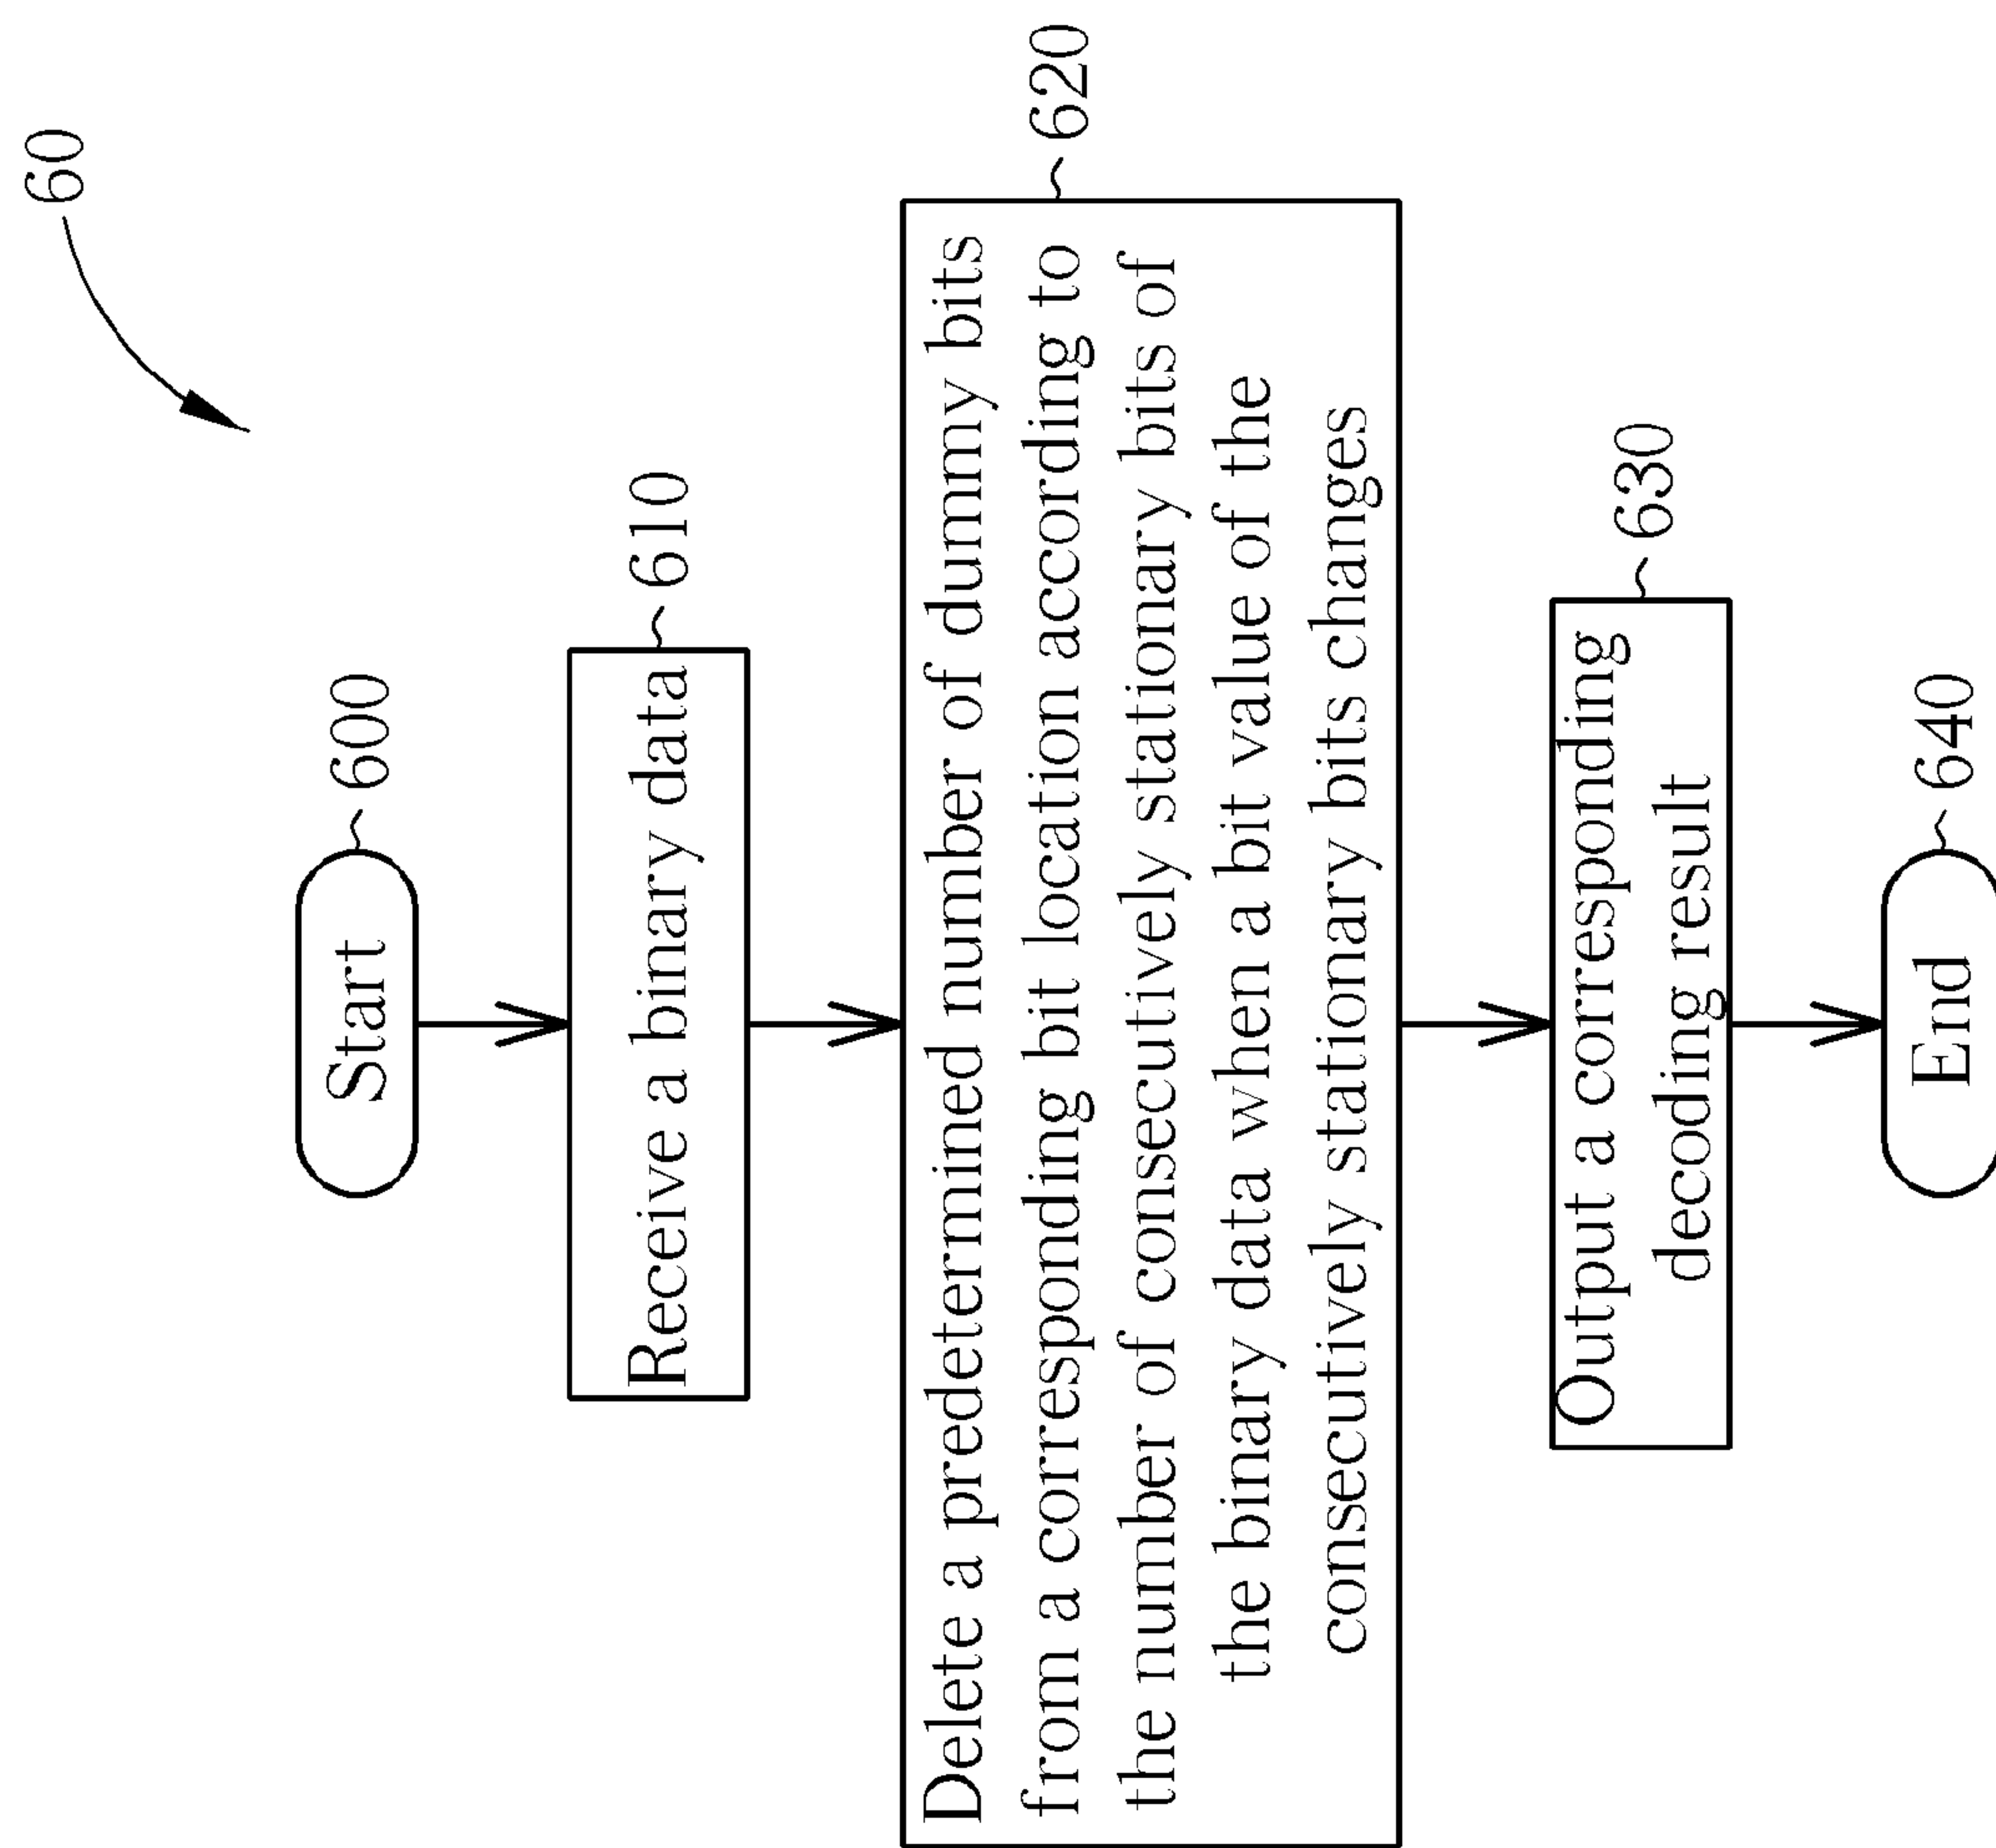 60
Start
600
Receive a binary data
610
Delete a predetermined number of dummy bits
from a corresponding bit location according to
the number of consecutively stationary bits of
the binary data when a bit value of the
consecutively stationary bits changes
620
Output a corresponding
decoding result
630
End
640